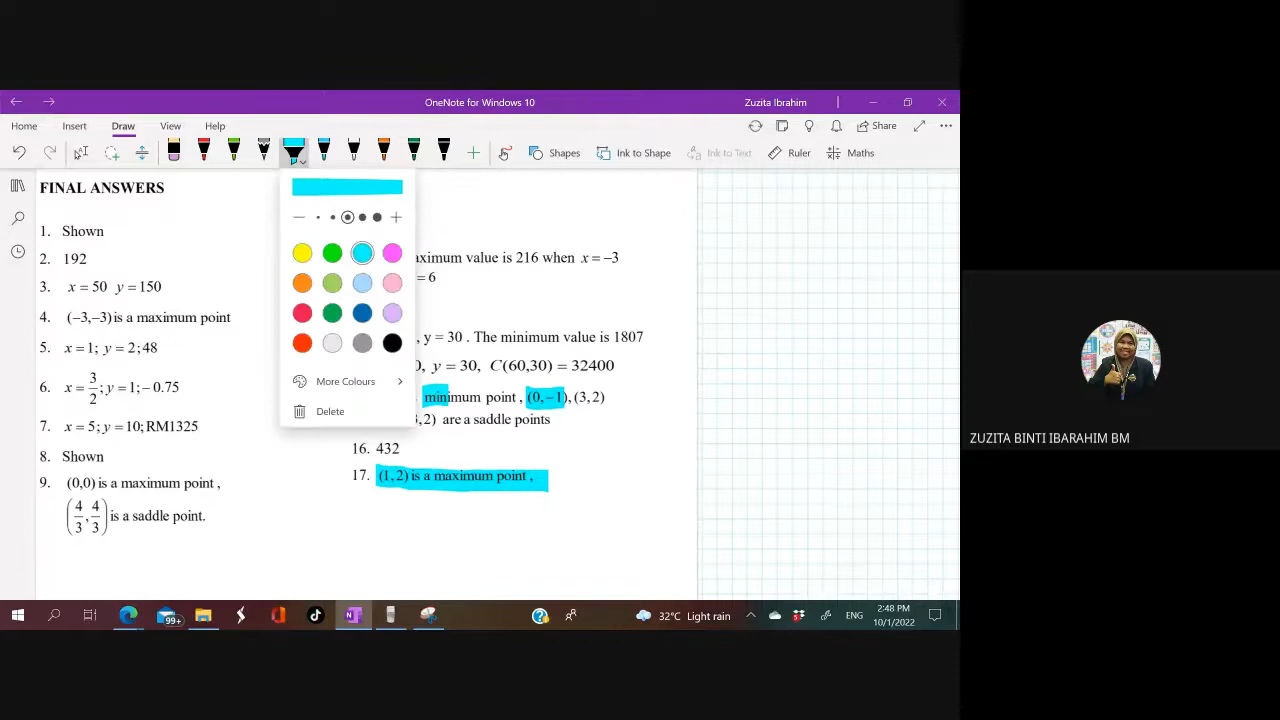 OneNote for Windows 10
Zuzita Ibrahim
Home Insert Draw View Help
Share
Shapes Ink to Shape Ink to Text Ruler Maths
FINAL ANSWERS
1. Shown
2. 192
3. x = 50 y = 150
4. (−3,−3) is a maximum point
5. x = 1; y = 2; 48
6. x = 3/2; y = 1; − 0.75
7. x = 5; y = 10; RM1325
8. Shown
9. (0,0) is a maximum point ,
(4/3, 4/3) is a saddle point.
More Colours
Delete
aximum value is 216 when x = −3
= 6
, y = 30 . The minimum value is 1807
0, y = 30, C(60,30) = 32400
minimum point , (0,−1), (3,2)
3,2) are a saddle points
16. 432
17. (1,2) is a maximum point ,
ZUZITA BINTI IBARAHIM BM
99+
32°C Light rain
ENG
2:48 PM
10/1/2022